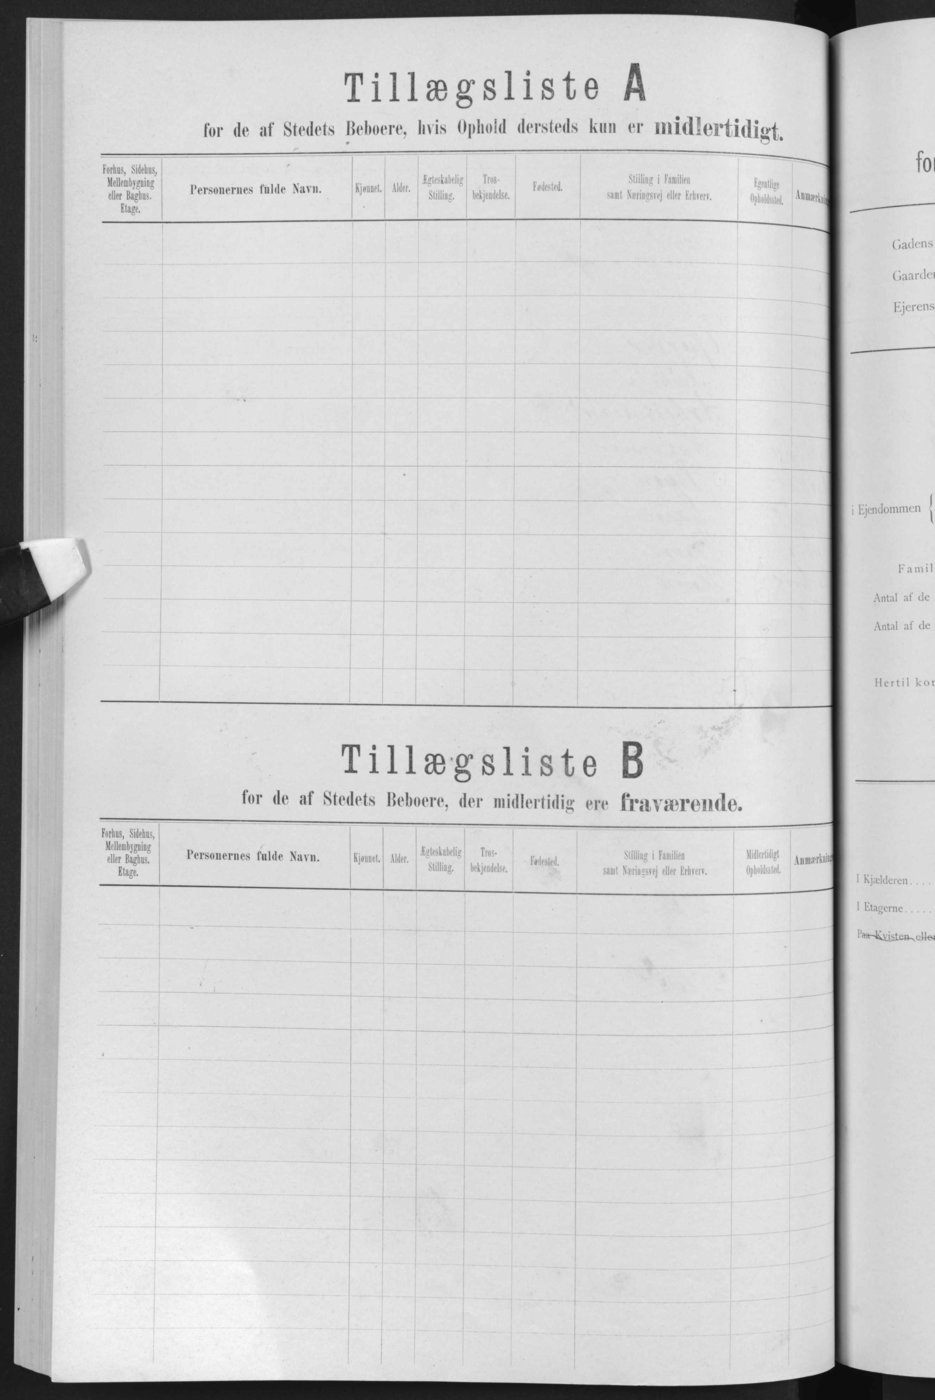 Tillægsliste A
for de af Stedets Beboere, hvis Ophold dersteds kun er midlertidigt.
Forhus, Sidehus,
Mellembygning
eller Baghus.
Etage.
Personernes fulde Navn.
Kjønnet.
Alder.
Ægteskabelig
Stilling.
Tros-
bekjendelse.
Fødested.
Stilling i Familien
samt Næringsvej eller Erhverv.
Egentlige
Opholdssted.
Tillægsliste B
for de af Stedets Beboere, der midlertidig ere fraværende.
Forhus, Sidehus,
Mellembygning
eller Baghus.
Etage.
Personernes fulde Navn.
Kjønnet.
Alder.
Ægteskabelig
Stilling.
Tros-
bekjendelse.
Fødested.
Stilling i Familien
samt Næringsvej eller Erhverv.
Midlertidigt
Opholdssted.
Gadens
Ejerens
i Ejendommen {
Antal af de
Antal af de
Hertil
I Kjælderen....
I Etagerne.....
Paa Kvisten